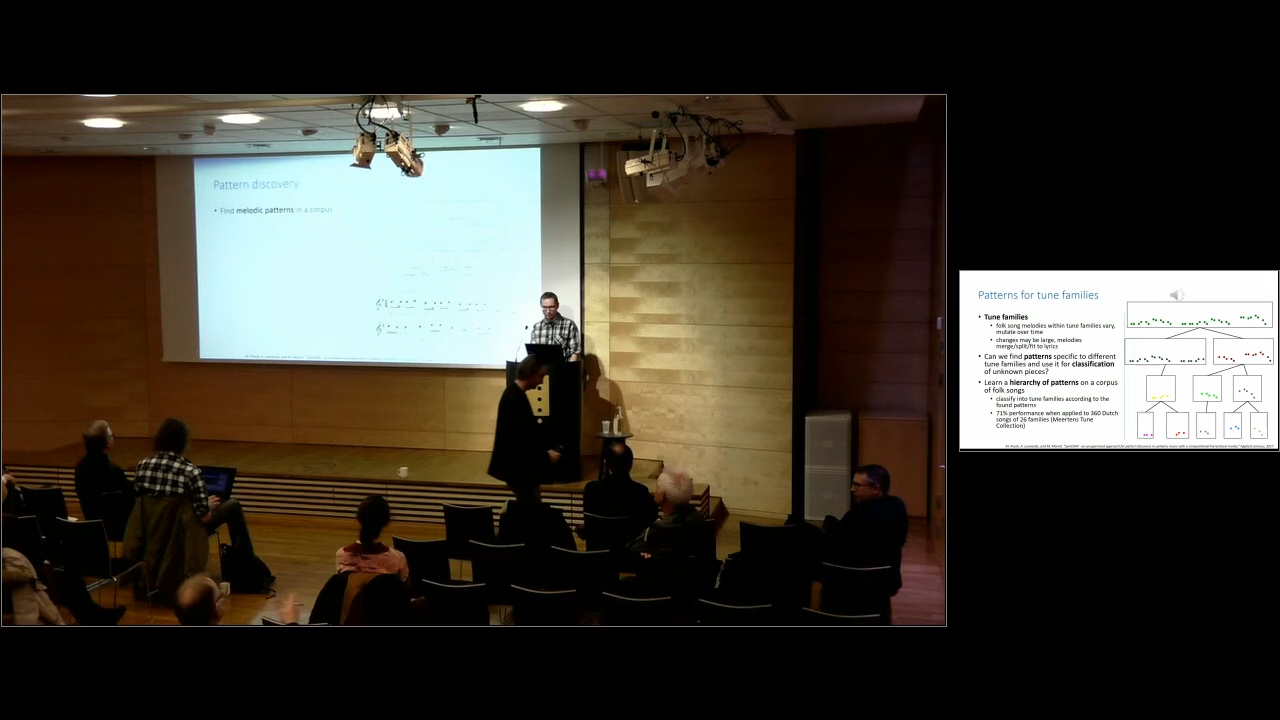 Pattern discovery
• Find melodic patterns in a corpus
Patterns for tune families
• Tune families
• folk song melodies within tune families vary,
mutate over time
• changes may be large, melodies
merge/split/fit to lyrics
• Can we find patterns specific to different
tune families and use it for classification
of unknown pieces?
• Learn a hierarchy of patterns on a corpus
of folk songs
• classify into tune families according to the
found patterns
• 71% performance when applied to 360 Dutch
songs of 26 families (Meertens Tune
Collection)